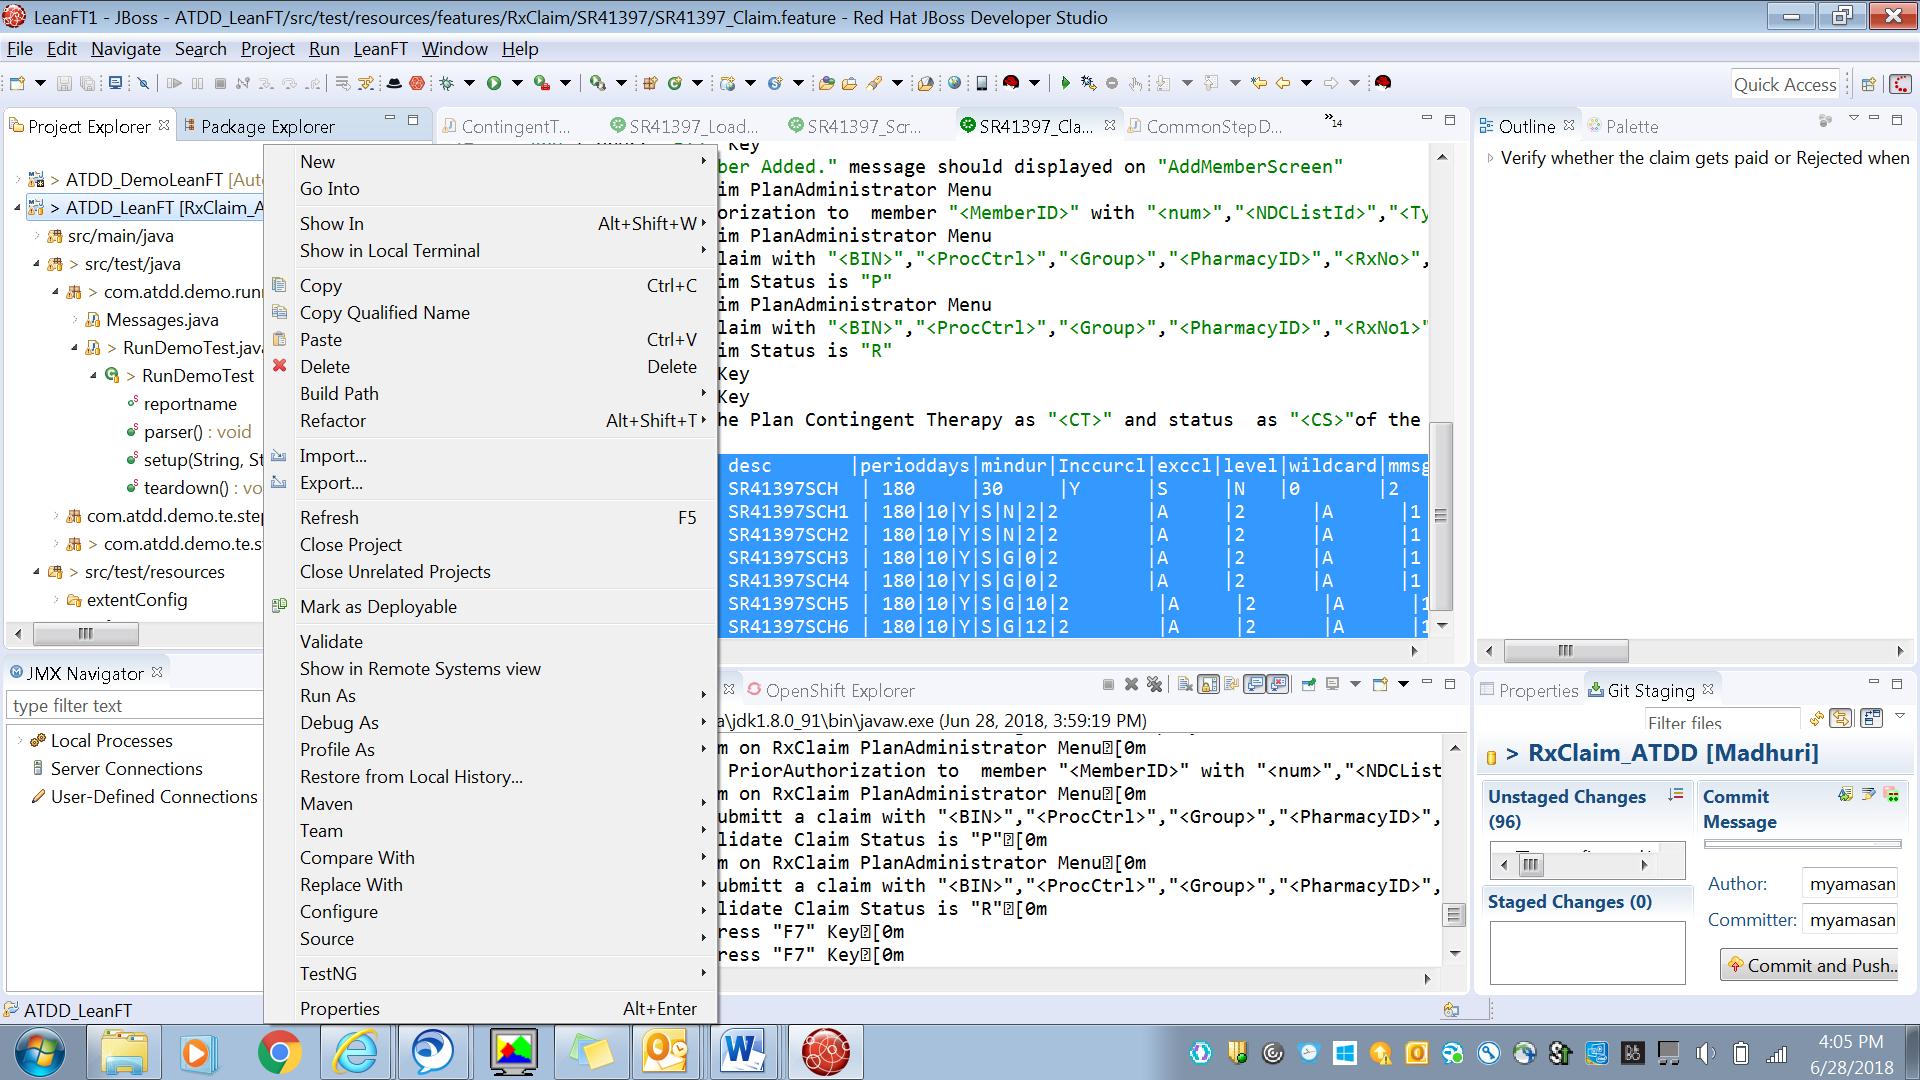 LeanFT1 - JBoss - ATDD_LeanFT/src/test/resources/features/RxClaim/SR41397/SR41397_Claim.feature - Red Hat JBoss Developer Studio
File Edit Navigate Search Project Run LeanFT Window Help
Quick Access
Project Explorer
Package Explorer
> ATDD_DemoLeanFT [Aut
> ATDD_LeanFT [RxClaim_A
src/main/java
> src/test/java
> com.atdd.demo.run
Messages.java
> RunDemoTest.java
> RunDemoTest
reportname
parser() : void
setup(String, St
teardown() : vo
com.atdd.demo.te.step
> com.atdd.demo.te.s
> src/test/resources
extentConfig
JMX Navigator
type filter text
Local Processes
Server Connections
User-Defined Connections
ATDD_LeanFT
New
Go Into
Show In Alt+Shift+W
Show in Local Terminal
Copy Ctrl+C
Copy Qualified Name
Paste Ctrl+V
Delete Delete
Build Path
Refactor Alt+Shift+T
Import...
Export...
Refresh F5
Close Project
Close Unrelated Projects
Mark as Deployable
Validate
Show in Remote Systems view
Run As
Debug As
Profile As
Restore from Local History...
Maven
Team
Compare With
Replace With
Configure
Source
TestNG
Properties Alt+Enter
ContingentT... SR41397_Load... SR41397_Scr... SR41397_Cla... CommonStepD... »14
Key
ber Added." message should displayed on "AddMemberScreen"
im PlanAdministrator Menu
orization to member "<MemberID>" with "<num>","<NDCListId>","<Ty
im PlanAdministrator Menu
laim with "<BIN>","<ProcCtrl>","<Group>","<PharmacyID>","<RxNo>",
im Status is "P"
im PlanAdministrator Menu
laim with "<BIN>","<ProcCtrl>","<Group>","<PharmacyID>","<RxNo1>"
im Status is "R"
Key
Key
he Plan Contingent Therapy as "<CT>" and status as "<CS>"of the
desc |perioddays|mindur|Inccurcl|exccl|level|wildcard|mmsg
SR41397SCH | 180 |30 |Y |S |N |0 |2
SR41397SCH1 | 180|10|Y|S|N|2|2 |A |2 |A |1
SR41397SCH2 | 180|10|Y|S|N|2|2 |A |2 |A |1
SR41397SCH3 | 180|10|Y|S|G|0|2 |A |2 |A |1
SR41397SCH4 | 180|10|Y|S|G|0|2 |A |2 |A |1
SR41397SCH5 | 180|10|Y|S|G|10|2 |A |2 |A |1
SR41397SCH6 | 180|10|Y|S|G|12|2 |A |2 |A |1
OpenShift Explorer
a\jdk1.8.0_91\bin\javaw.exe (Jun 28, 2018, 3:59:19 PM)
m on RxClaim PlanAdministrator Menu[0m
PriorAuthorization to member "<MemberID>" with "<num>","<NDCList
m on RxClaim PlanAdministrator Menu[0m
ubmitt a claim with "<BIN>","<ProcCtrl>","<Group>","<PharmacyID>",
lidate Claim Status is "P"[0m
m on RxClaim PlanAdministrator Menu[0m
ubmitt a claim with "<BIN>","<ProcCtrl>","<Group>","<PharmacyID>",
lidate Claim Status is "R"[0m
ress "F7" Key[0m
ress "F7" Key[0m
Outline
Palette
Verify whether the claim gets paid or Rejected when
Properties
Git Staging
Filter files
> RxClaim_ATDD [Madhuri]
Unstaged Changes
(96)
Staged Changes (0)
Commit
Message
Author: myamasan
Committer: myamasan
Commit and Push..
4:05 PM
6/28/2018